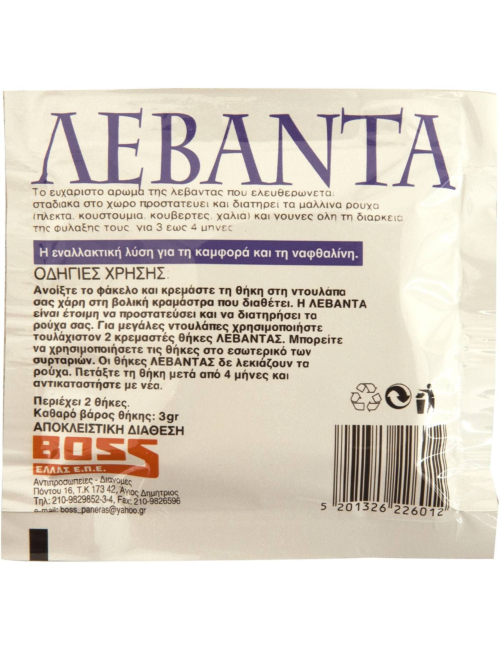 ΛΕΒΑΝΤΑ
Το ευχάριστο άρωμα της λεβάντας που ελευθερώνεται
σταδιακά στο χώρο προστατεύει και διατηρεί τα μάλλινα ρούχα
(πλεκτά, κουστούμια, κουβέρτες, χαλιά) και γούνες όλη τη διάρκεια
της φύλαξης τους, για 3 έως 4 μήνες
Η εναλλακτική λύση για τη καμφορά και τη ναφθαλίνη.
ΟΔΗΓΙΕΣ ΧΡΗΣΗΣ:
Ανοίξτε το φάκελο και κρεμάστε τη θήκη στη ντουλάπα
σας χάρη στη βολική κραμάστρα που διαθέτει. Η ΛΕΒΑΝΤΑ
είναι έτοιμη να προστατεύσει και να διατηρήσει τα
ρούχα σας. Για μεγάλες ντουλάπες χρησιμοποιήστε
τουλάχιστον 2 κρεμαστές θήκες ΛΕΒΑΝΤΑΣ. Μπορείτε
να χρησιμοποιήσετε τις θήκες στο εσωτερικό των
συρταριών. Οι θήκες ΛΕΒΑΝΤΑΣ δε λεκιάζουν τα
ρούχα. Πετάξτε τη θήκη μετά από 4 μήνες και
αντικαταστήστε με νέα.
Περιέχει 2 θήκες.
Καθαρό βάρος θήκης: 3gr
ΑΠΟΚΛΕΙΣΤΙΚΗ ΔΙΑΘΕΣΗ
BOSS
ΕΛΛΑΣ Ε.Π.Ε.
Αντιπροσωπείες - Διανομές
Πόντου 16, Τ.Κ 173 42, Άγιος Δημήτριος
Τηλ: 210-9829852-3-4, Fax: 210-9826596
e-mail: boss_paneras@yahoo.gr
5 201326 226012